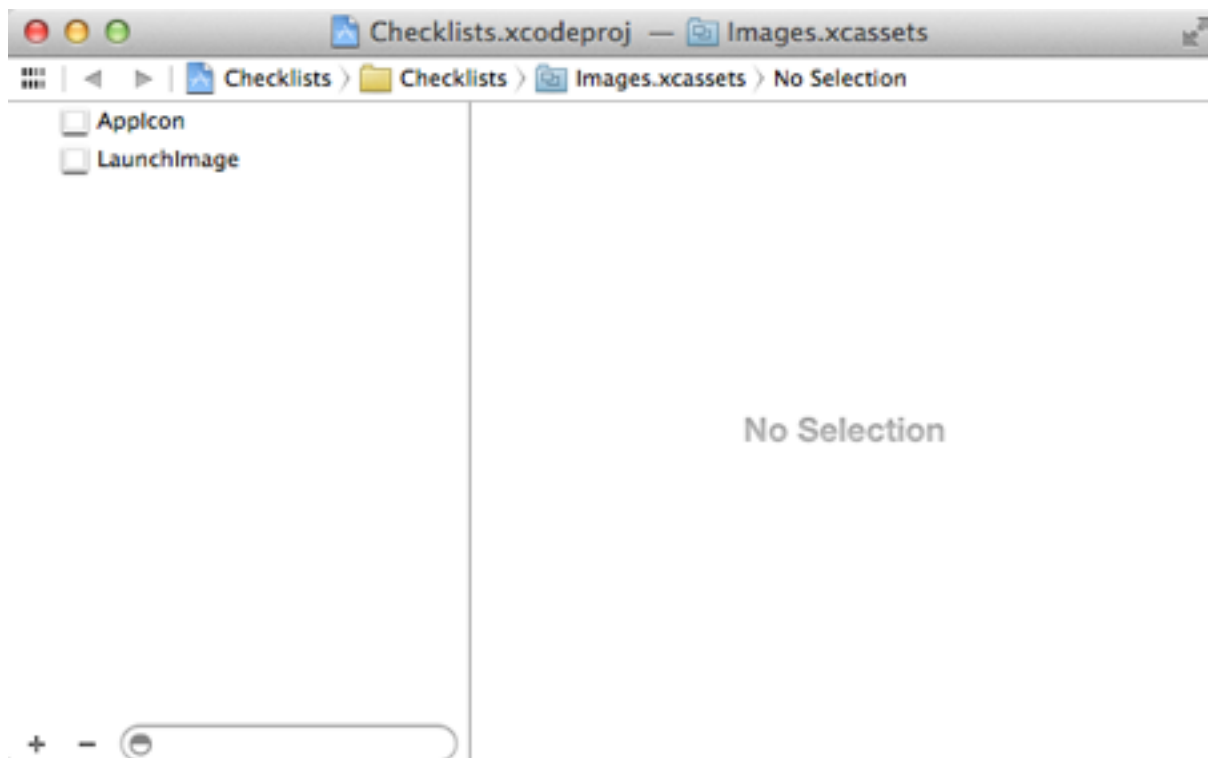 Checklists.xcodeproj — Images.xcassets
Checklists 〉 Checklists 〉 Images.xcassets 〉 No Selection
AppIcon
LaunchImage
No Selection